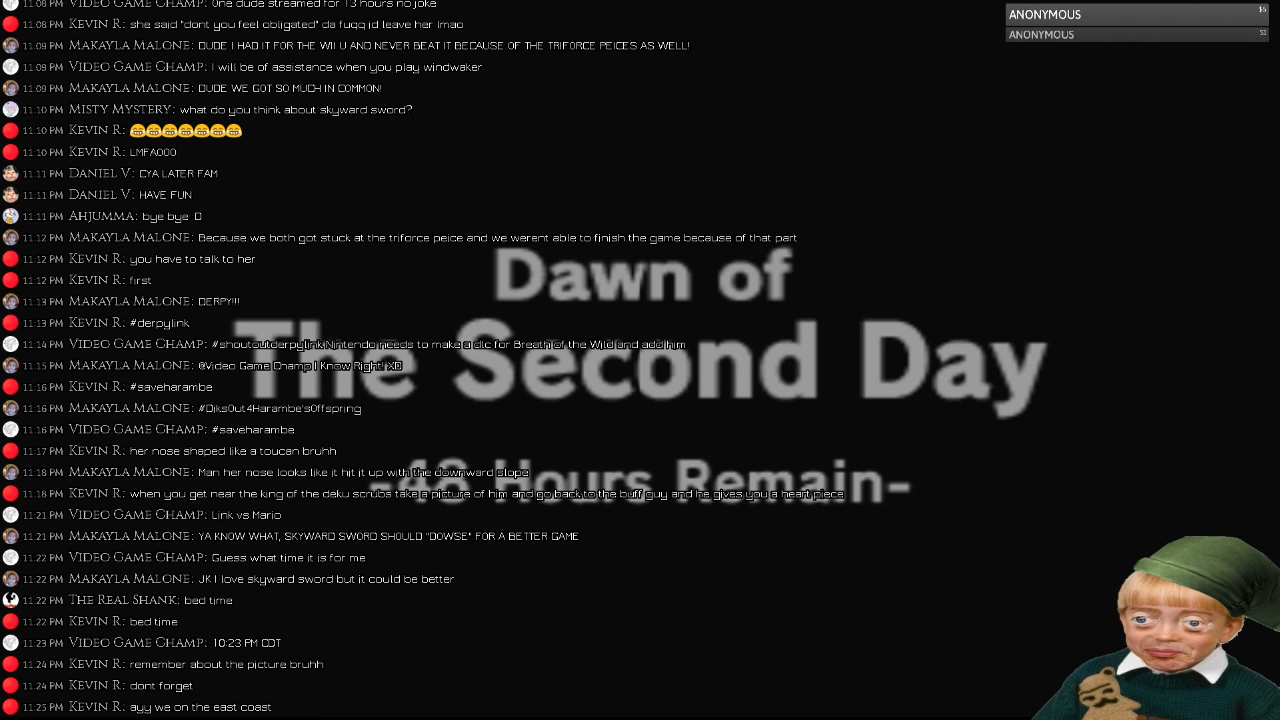 11:08 PM VIDEO GAME CHAMP: One dude streamed for 13 hours no joke
11:08 PM KEVIN R: she said "dont you feel obligated" da fuqq id leave her lmao
11:09 PM MAKAYLA MALONE: DUDE I HAD IT FOR THE WII U AND NEVER BEAT IT BECAUSE OF THE TRIFORCE PEICES AS WELL!
11:09 PM VIDEO GAME CHAMP: I will be of assistance when you play windwaker
11:09 PM MAKAYLA MALONE: DUDE WE GOT SO MUCH IN COMMON!
11:10 PM MISTY MYSTERY: what do you think about skyward sword?
11:10 PM KEVIN R: 😂😂😂😂😂😂😂
11:10 PM KEVIN R: LMFAOOO
11:11 PM DANIEL V: CYA LATER FAM
11:11 PM DANIEL V: HAVE FUN
11:11 PM AHJUMMA: bye bye :D
11:12 PM MAKAYLA MALONE: Because we both got stuck at the triforce peice and we werent able to finish the game because of that part
11:12 PM KEVIN R: you have to talk to her
11:12 PM KEVIN R: first
11:13 PM MAKAYLA MALONE: DERPY!!!
11:13 PM KEVIN R: #derpylink
11:14 PM VIDEO GAME CHAMP: #shoutoutderpylink Nintendo needs to make a dlc for Breath of the Wild and add him
11:15 PM MAKAYLA MALONE: @Video Game Champ I Know Right! XD
11:16 PM KEVIN R: #saveharambe
11:16 PM MAKAYLA MALONE: #DiksOut4Harambe'sOffspring
11:16 PM VIDEO GAME CHAMP: #saveharambe
11:17 PM KEVIN R: her nose shaped like a toucan bruhh
11:18 PM MAKAYLA MALONE: Man her nose looks like it hit it up with the downward slope
11:18 PM KEVIN R: when you get near the king of the deku scrubs take a picture of him and go back to the buff guy and he gives you a heart piece
11:21 PM VIDEO GAME CHAMP: Link vs Mario
11:21 PM MAKAYLA MALONE: YA KNOW WHAT, SKYWARD SWORD SHOULD "DOWSE" FOR A BETTER GAME
11:22 PM VIDEO GAME CHAMP: Guess what time it is for me
11:22 PM MAKAYLA MALONE: JK I love skyward sword but it could be better
11:22 PM THE REAL SHANK: bed time
11:22 PM KEVIN R: bed time
11:23 PM VIDEO GAME CHAMP: 10:23 PM CDT
11:24 PM KEVIN R: remember about the picture bruhh
11:24 PM KEVIN R: dont forget
11:25 PM KEVIN R: ayy we on the east coast
Dawn of
The Second Day
-48 Hours Remain-
ANONYMOUS $5
ANONYMOUS $1